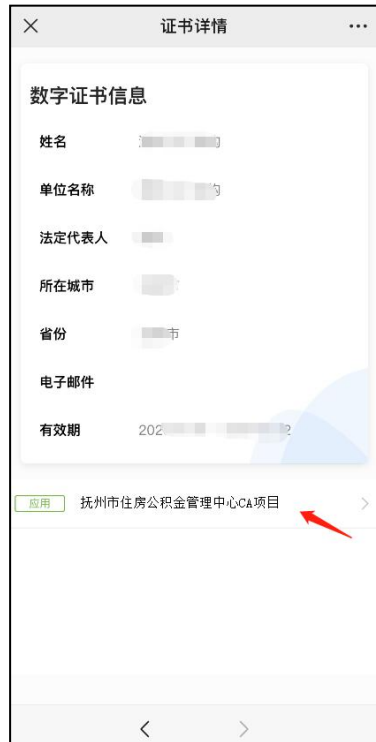 证书详情
数字证书信息
姓名
单位名称
法定代表人
所在城市
省份 市
电子邮件
有效期 202 2
应用 抚州市住房公积金管理中心CA项目